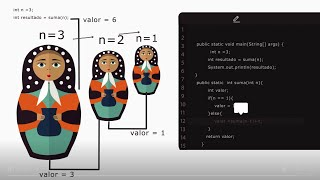 int n =3;
int resultado = suma(n);
valor = 6
n=3
n=2
n=1
valor = 1
valor = 3
public static void main(String[] args) {
int n =3;
int resultado = suma(n);
System.out.println(resultado);
}
public static int suma(int n){
int valor;
if(n == 1){
valor =
}else{
}
return valor;
}